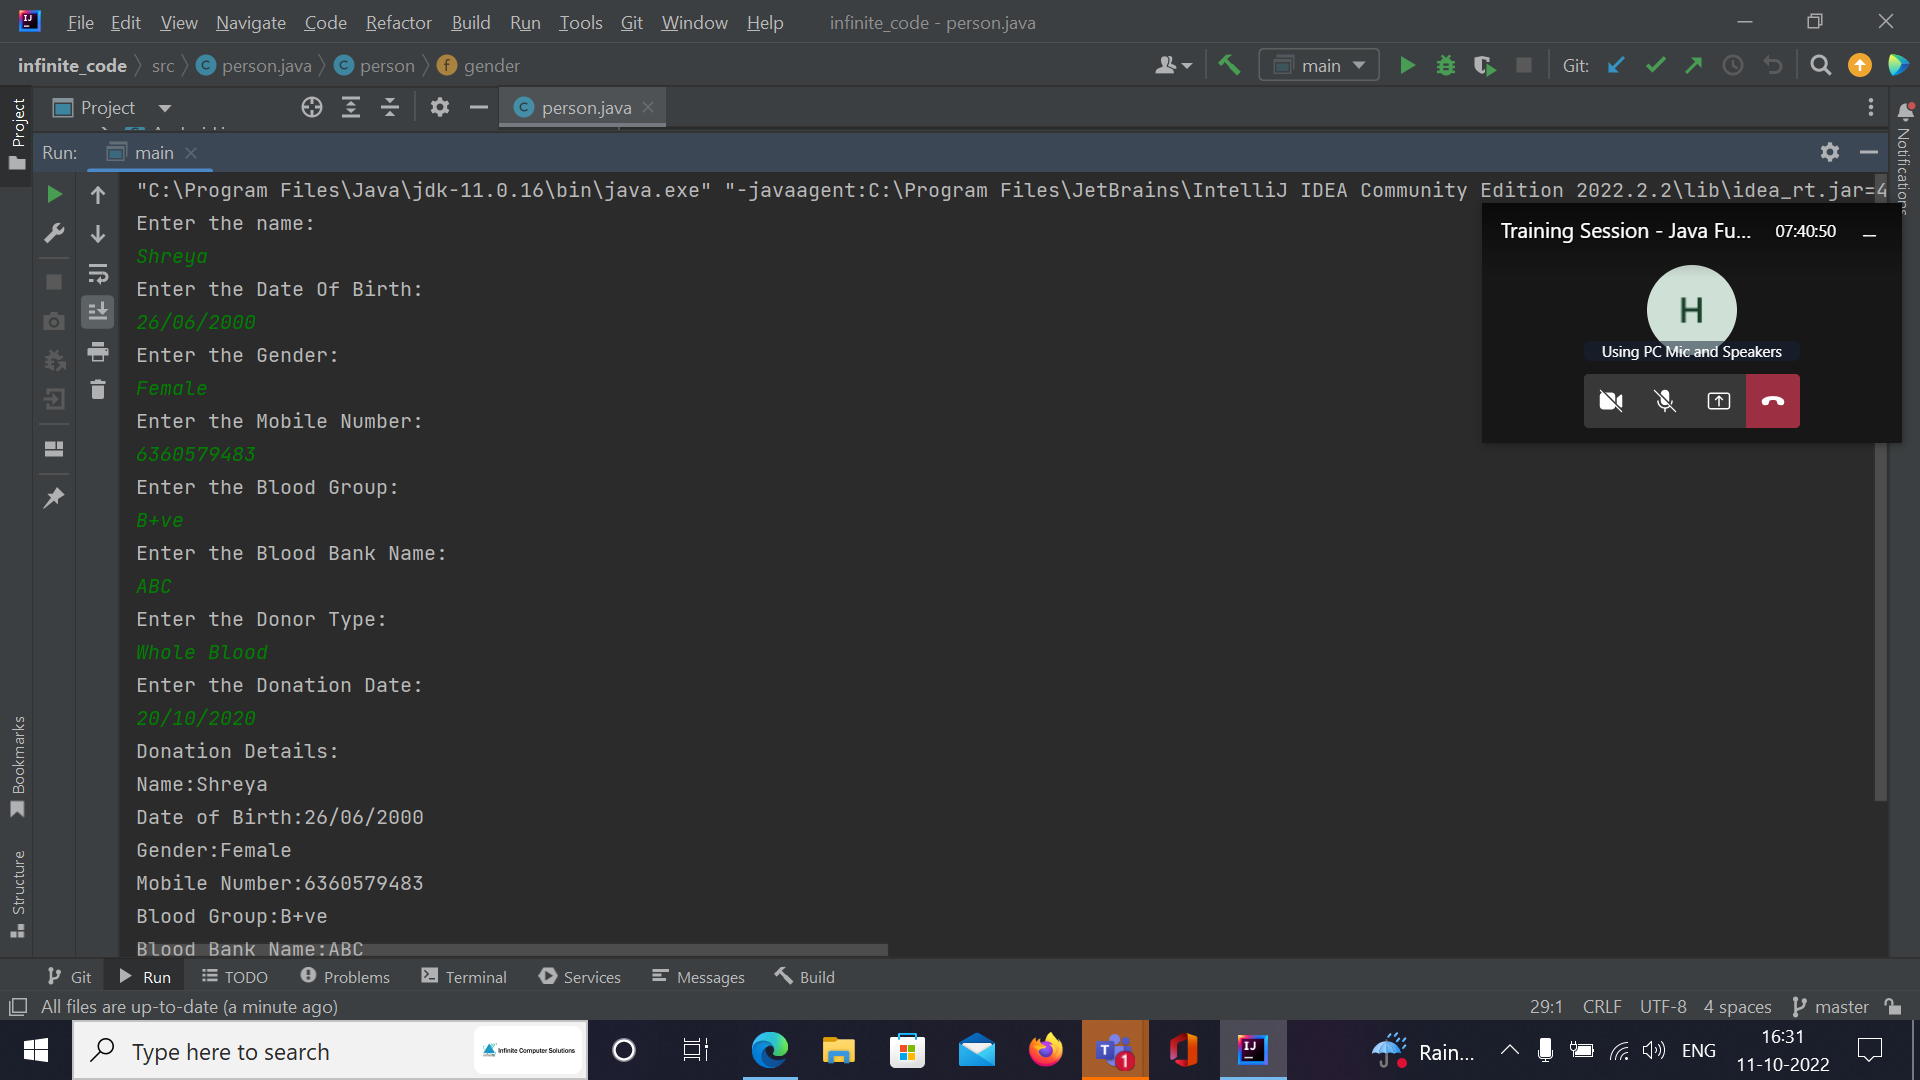 File Edit View Navigate Code Refactor Build Run Tools Git Window Help infinite_code - person.java
infinite_code src person.java person gender main Git:
Project person.java
Run: main
"C:\Program Files\Java\jdk-11.0.16\bin\java.exe" "-javaagent:C:\Program Files\JetBrains\IntelliJ IDEA Community Edition 2022.2.2\lib\idea_rt.jar=4
Enter the name:
Shreya
Enter the Date Of Birth:
26/06/2000
Enter the Gender:
Female
Enter the Mobile Number:
6360579483
Enter the Blood Group:
B+ve
Enter the Blood Bank Name:
ABC
Enter the Donor Type:
Whole Blood
Enter the Donation Date:
20/10/2020
Donation Details:
Name:Shreya
Date of Birth:26/06/2000
Gender:Female
Mobile Number:6360579483
Blood Group:B+ve
Blood Bank Name:ABC
Training Session - Java Fu... 07:40:50
H
Using PC Mic and Speakers
Project
Bookmarks
Structure
Notifications
Git Run TODO Problems Terminal Services Messages Build
All files are up-to-date (a minute ago) 29:1 CRLF UTF-8 4 spaces master
Type here to search Infinite Computer Solutions 1 Rain... ENG 16:31
11-10-2022